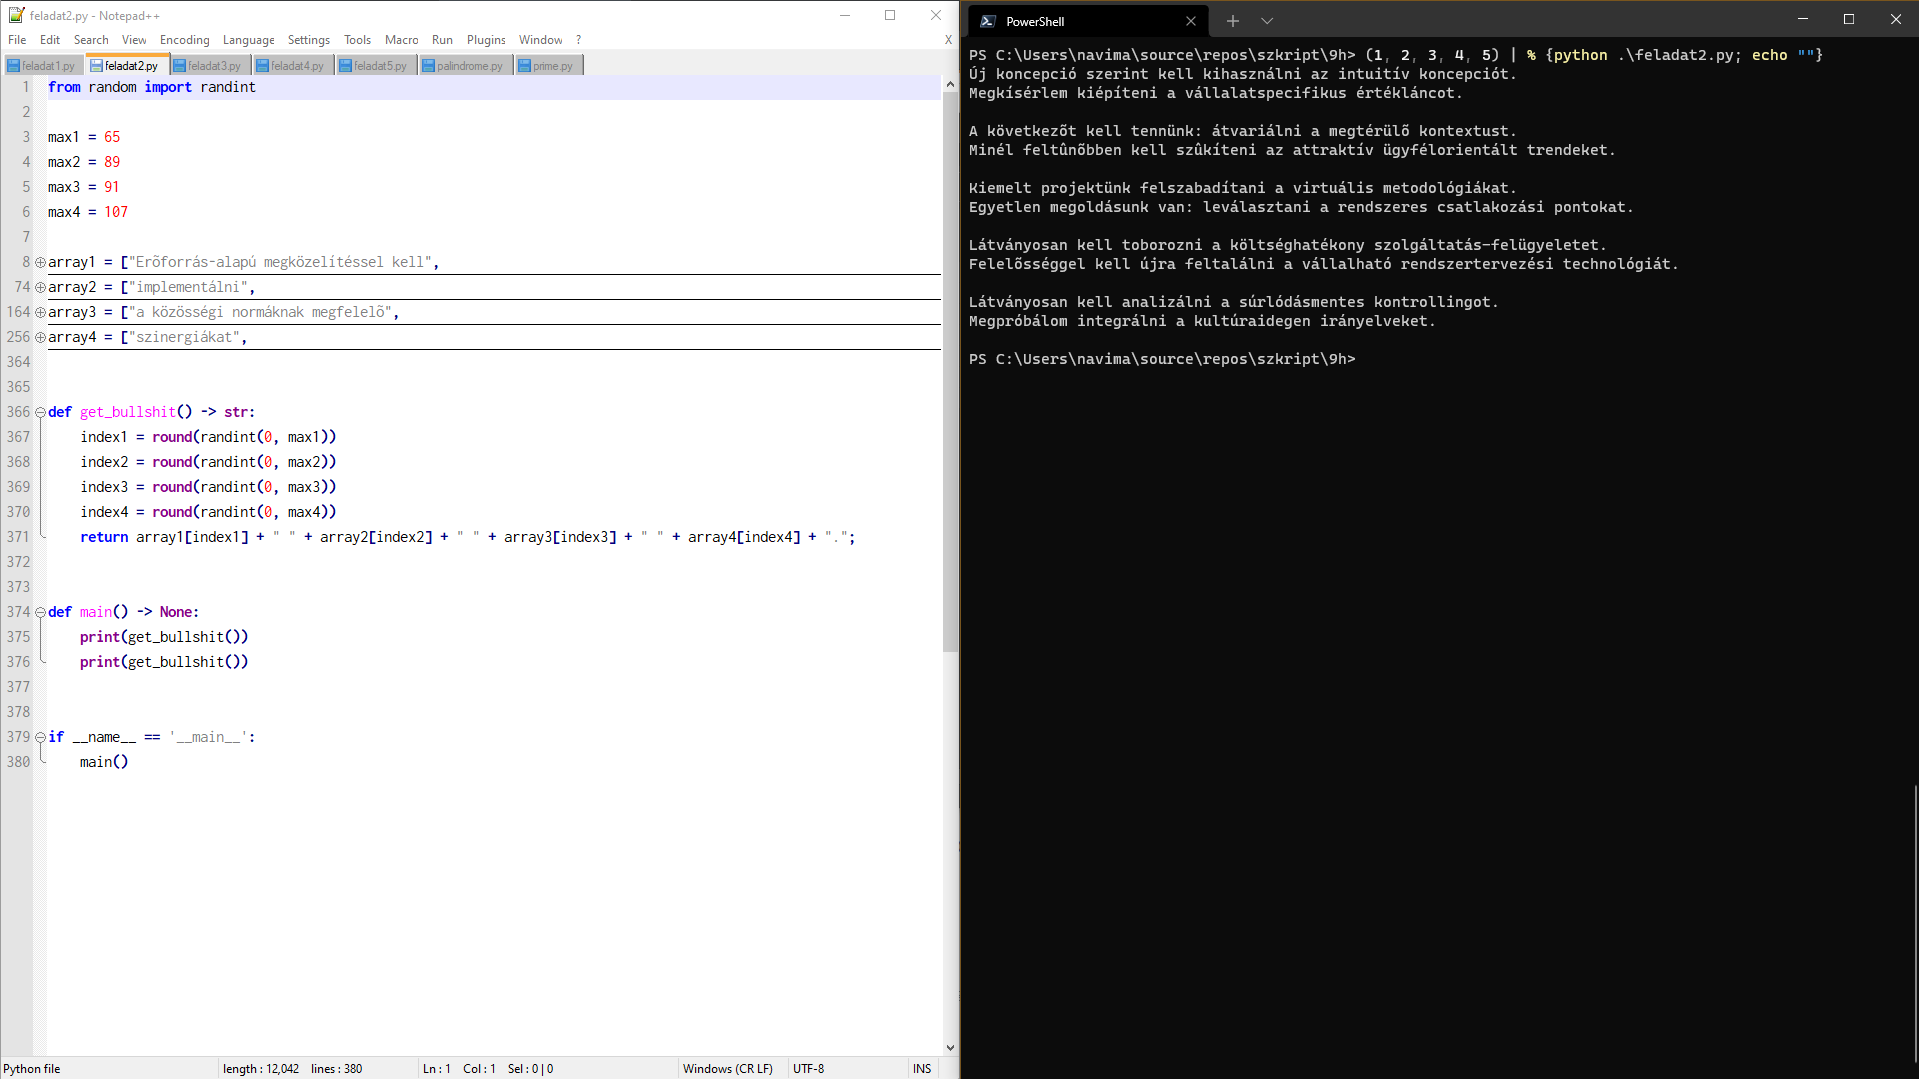 feladat2.py - Notepad++
File Edit Search View Encoding Language Settings Tools Macro Run Plugins Window ? X
feladat1.py feladat2.py feladat3.py feladat4.py feladat5.py palindrome.py prime.py
1 from random import randint
2
3 max1 = 65
4 max2 = 89
5 max3 = 91
6 max4 = 107
7
8 array1 = ["Erõforrás-alapú megközelítéssel kell",
74 array2 = ["implementálni",
164 array3 = ["a közösségi normáknak megfelelõ",
256 array4 = ["szinergiákat",
364
365
366 def get_bullshit() -> str:
367 index1 = round(randint(0, max1))
368 index2 = round(randint(0, max2))
369 index3 = round(randint(0, max3))
370 index4 = round(randint(0, max4))
371 return array1[index1] + " " + array2[index2] + " " + array3[index3] + " " + array4[index4] + ".";
372
373
374 def main() -> None:
375 print(get_bullshit())
376 print(get_bullshit())
377
378
379 if __name__ == '__main__':
380 main()
Python file length : 12,042 lines : 380 Ln : 1 Col : 1 Sel : 0 | 0 Windows (CR LF) UTF-8 INS
PowerShell
PS C:\Users\navima\source\repos\szkript\9h> (1, 2, 3, 4, 5) | % {python .\feladat2.py; echo ""}
Új koncepció szerint kell kihasználni az intuitív koncepciót.
Megkísérlem kiépíteni a vállalatspecifikus értékláncot.
A következõt kell tennünk: átvariálni a megtérülõ kontextust.
Minél feltûnõbben kell szûkíteni az attraktív ügyfélorientált trendeket.
Kiemelt projektünk felszabadítani a virtuális metodológiákat.
Egyetlen megoldásunk van: leválasztani a rendszeres csatlakozási pontokat.
Látványosan kell toborozni a költséghatékony szolgáltatás-felügyeletet.
Felelõsséggel kell újra feltalálni a vállalható rendszertervezési technológiát.
Látványosan kell analizálni a súrlódásmentes kontrollingot.
Megpróbálom integrálni a kultúraidegen irányelveket.
PS C:\Users\navima\source\repos\szkript\9h>